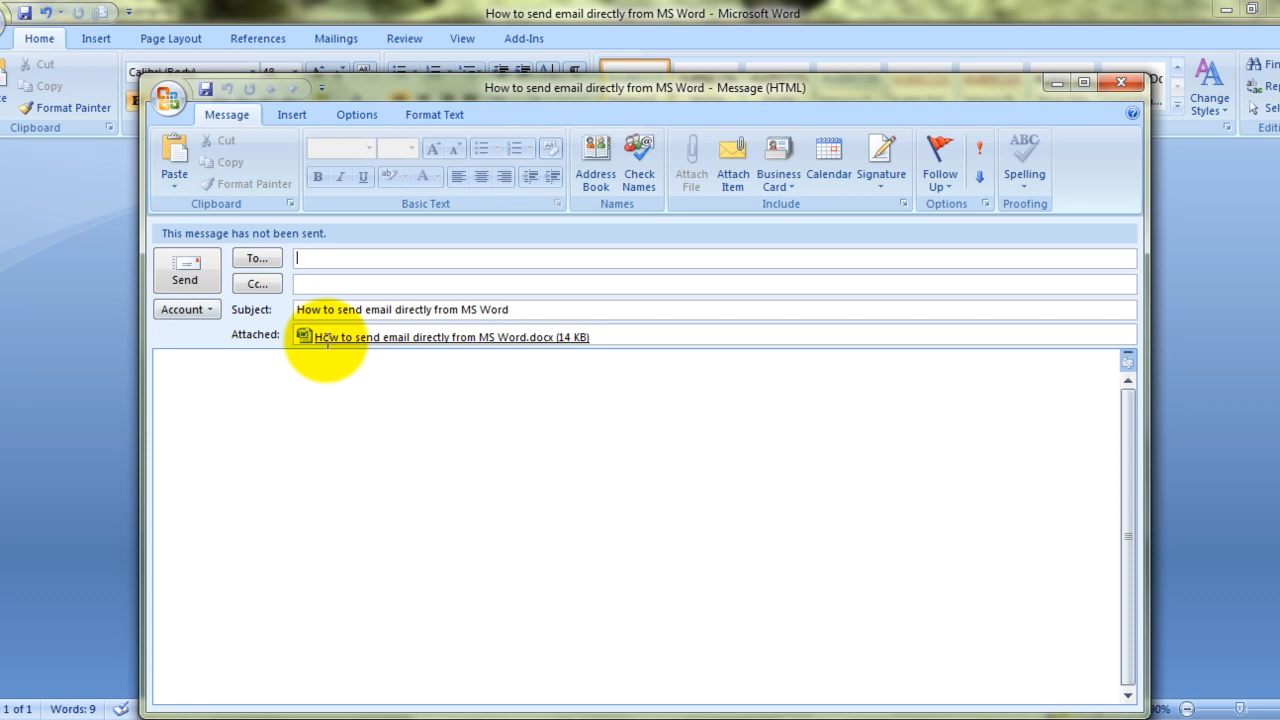 How to send email directly from MS Word - Microsoft Word
Home Insert Page Layout References Mailings Review View Add-Ins
Cut
Copy
Format Painter
Clipboard
Calibri (Body) 48
Change
Styles
How to send email directly from MS Word - Message (HTML)
Message Insert Options Format Text
Paste
Cut
Copy
Format Painter
Clipboard
B I U A
Basic Text
Address
Book
Check
Names
Names
Attach
File
Attach
Item
Business
Card
Calendar
Signature
Include
Follow
Up
Options
ABC
Spelling
Proofing
This message has not been sent.
Send
To...
Cc...
Account
Subject: How to send email directly from MS Word
Attached: How to send email directly from MS Word.docx (14 KB)
1 of 1 Words: 9